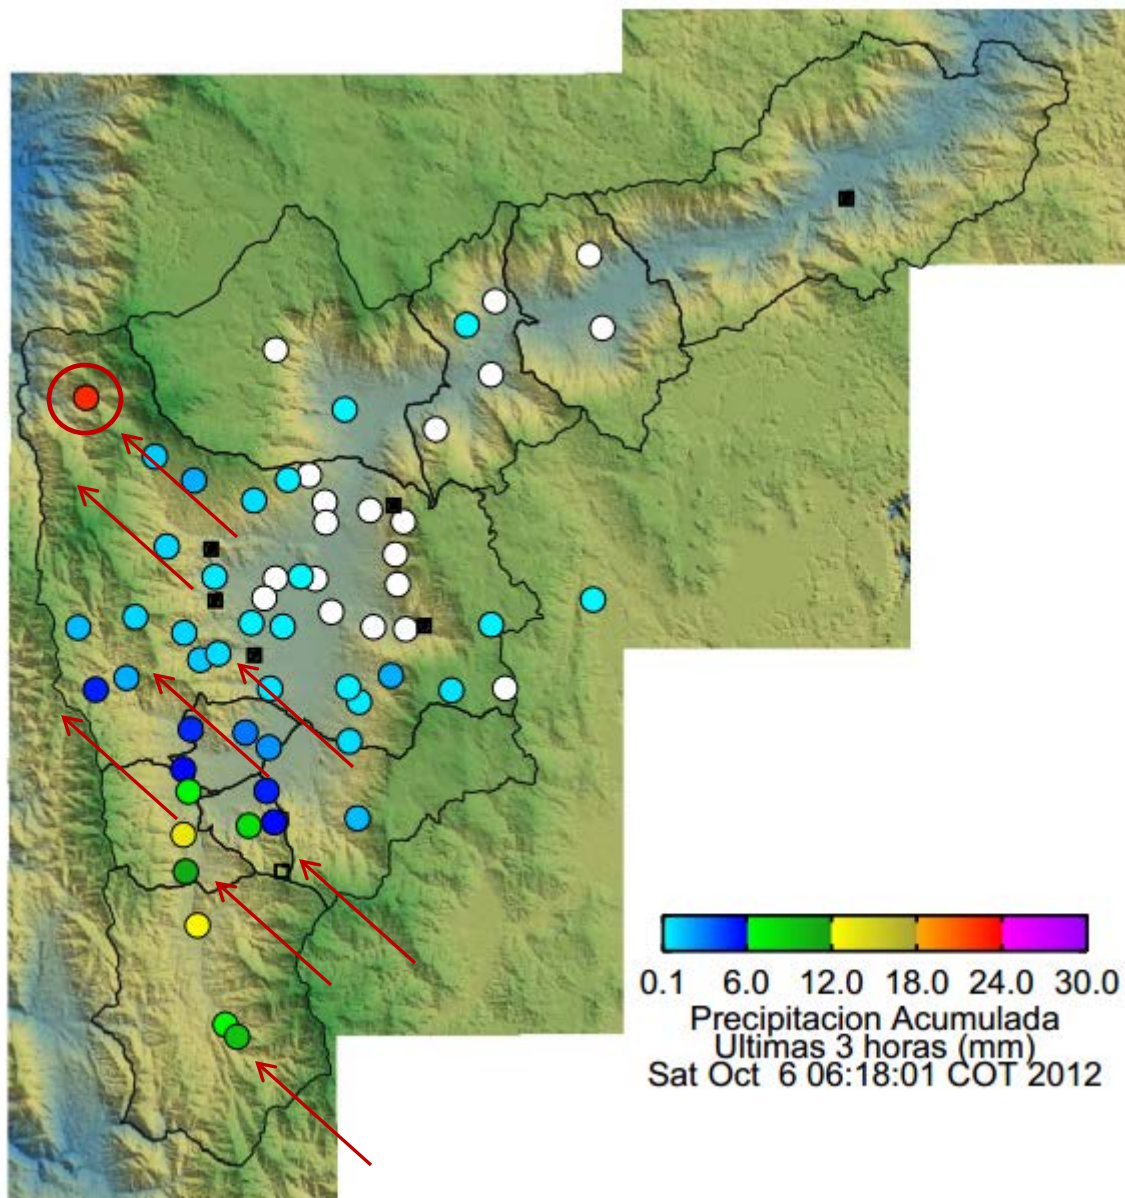 0.1 6.0 12.0 18.0 24.0 30.0
Precipitacion Acumulada
Ultimas 3 horas (mm)
Sat Oct 6 06:18:01 COT 2012